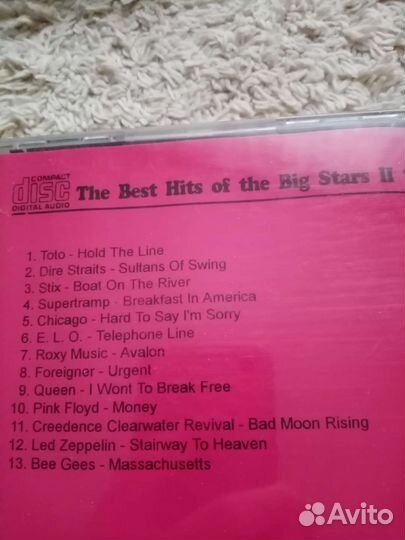 COMPACT
disc
DIGITAL AUDIO
The Best Hits of the Big Stars II
1. Toto - Hold The Line
2. Dire Straits - Sultans Of Swing
3. Stix - Boat On The River
4. Supertramp - Breakfast In America
5. Chicago - Hard To Say I'm Sorry
6. E. L. O. - Telephone Line
7. Roxy Music - Avalon
8. Foreigner - Urgent
9. Queen - I Wont To Break Free
10. Pink Floyd - Money
11. Creedence Clearwater Revival - Bad Moon Rising
12. Led Zeppelin - Stairway To Heaven
13. Bee Gees - Massachusetts
Avito